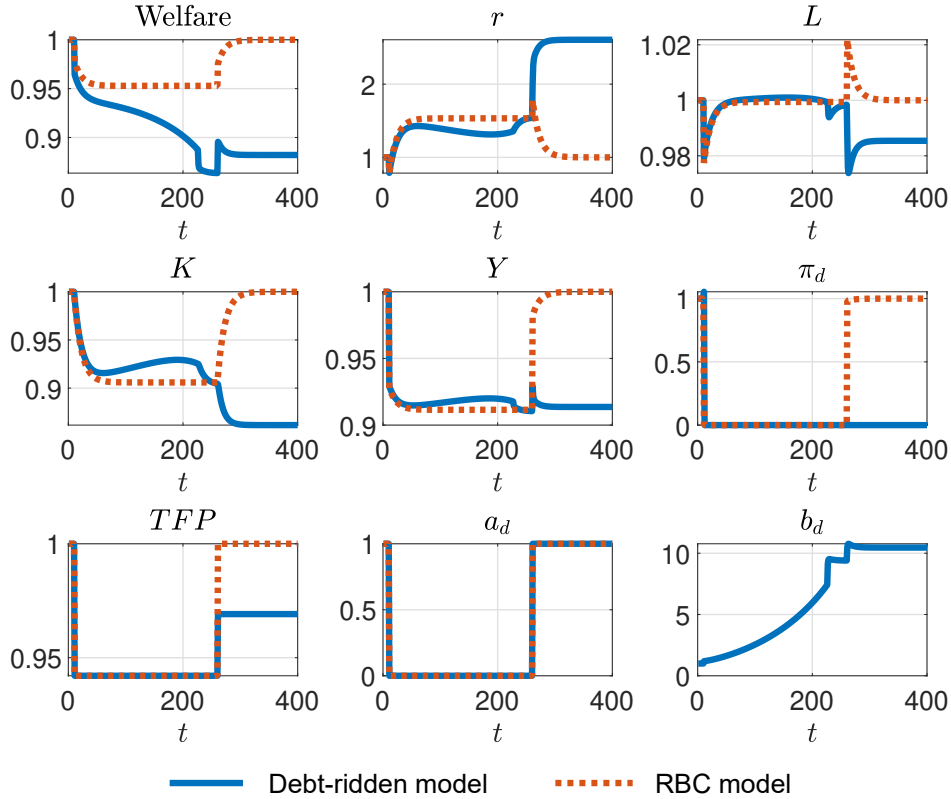 Welfare r L
1 2 1.02
0.95 1 1
0.9 0.98
0 200 400 0 200 400 0 200 400
t t t
K Y π_d
1 1 1
0.95 0.95 0.5
0.9 0.9 0
0 200 400 0 200 400 0 200 400
t t t
TFP a_d b_d
1 1 10
0.95 0.5 5
0 0
0 200 400 0 200 400 0 200 400
t t t
Debt-ridden model RBC model